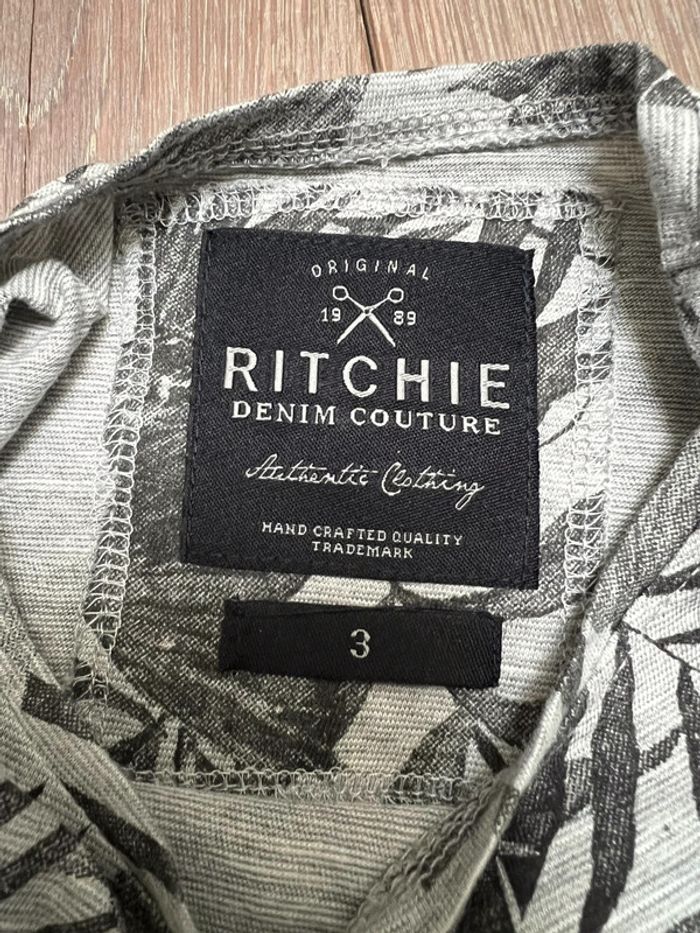 ORIGINAL
19 89
RITCHIE
DENIM COUTURE
Authentic Clothing
HAND CRAFTED QUALITY
TRADEMARK
3